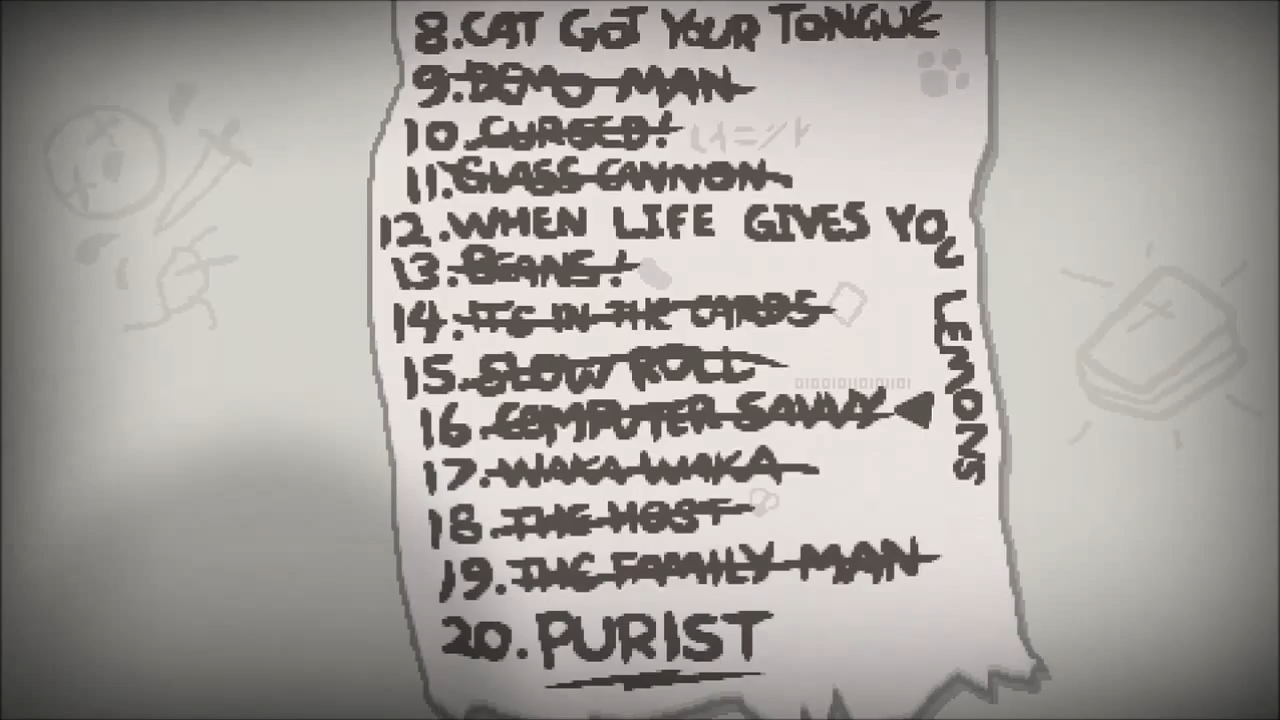 8.CAT GOT YOUR TONGUE
9.DEMO MAN
10.CURSED!
11.GLASS CANNON
12.WHEN LIFE GIVES YOU LEMONS
13.BEANS!
14.IT'S IN THE CARDS
15.SLOW ROLL
01001011010101
16.COMPUTER SAVVY
17.WAKA WAKA
18.THE HOST
19.THE FAMILY MAN
20.PURIST